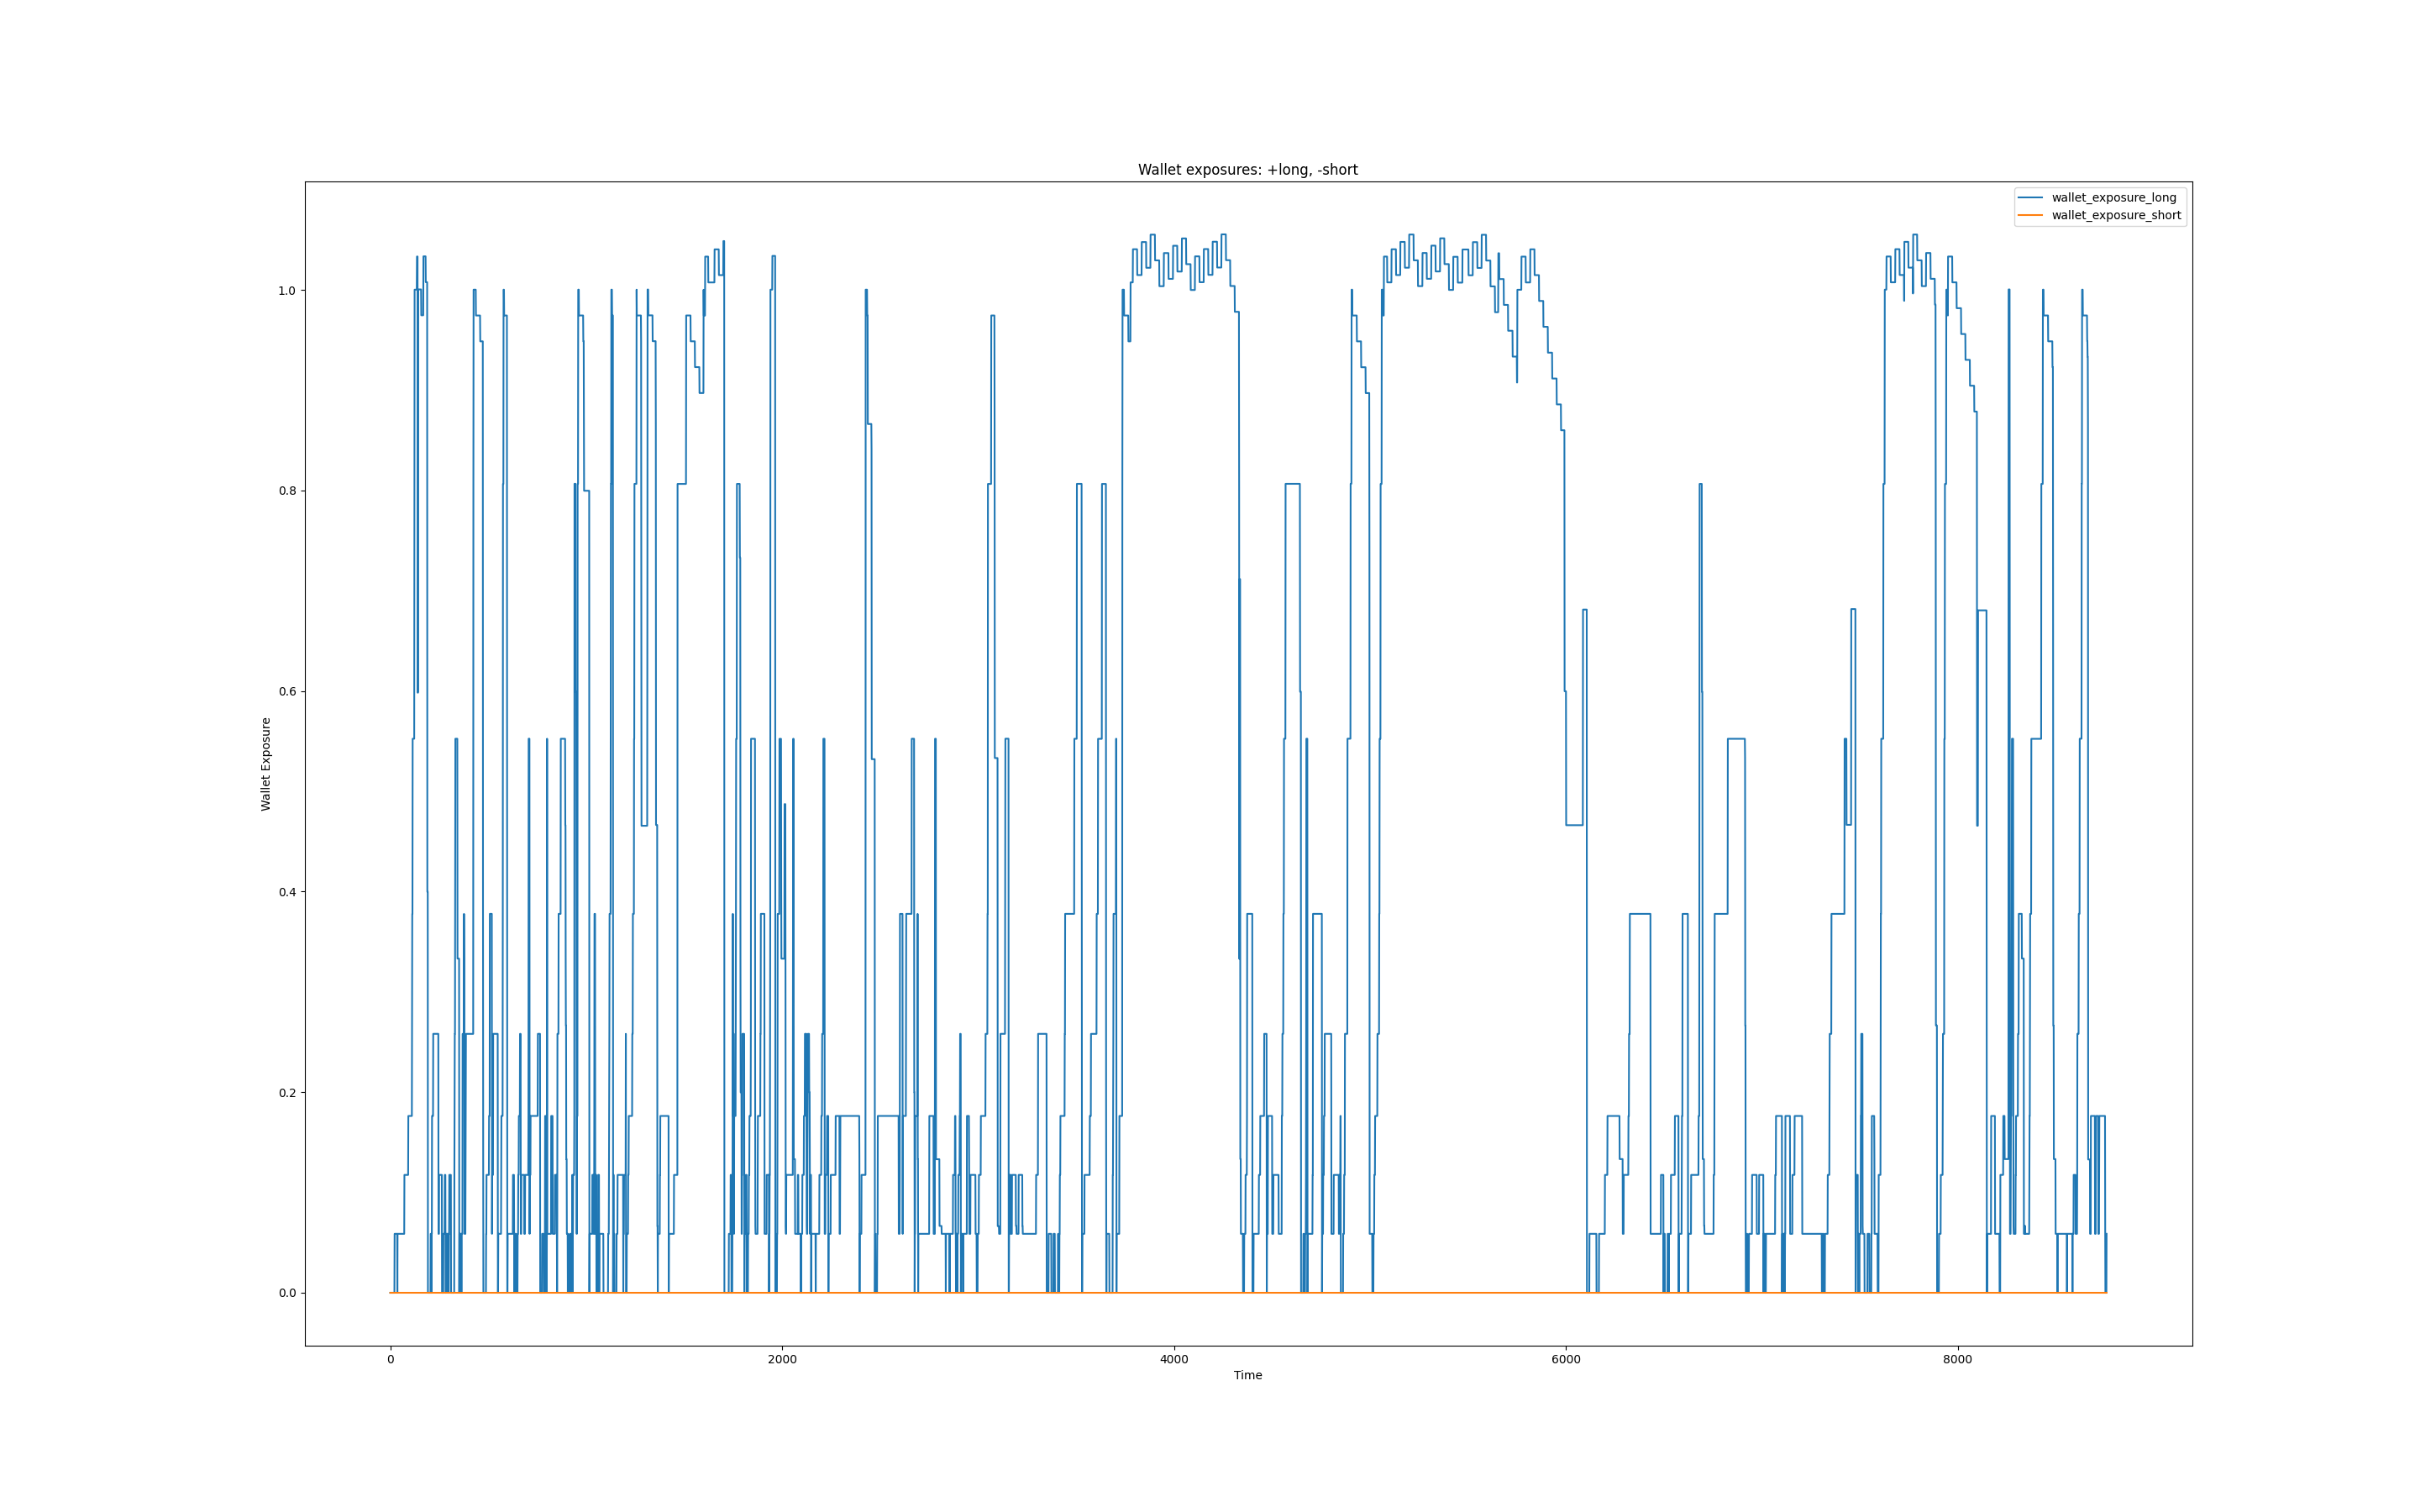 Wallet exposures: +long, -short
wallet_exposure_long
wallet_exposure_short
1.0
0.8
0.6
0.4
0.2
0.0
Wallet Exposure
0 2000 4000 6000 8000
Time